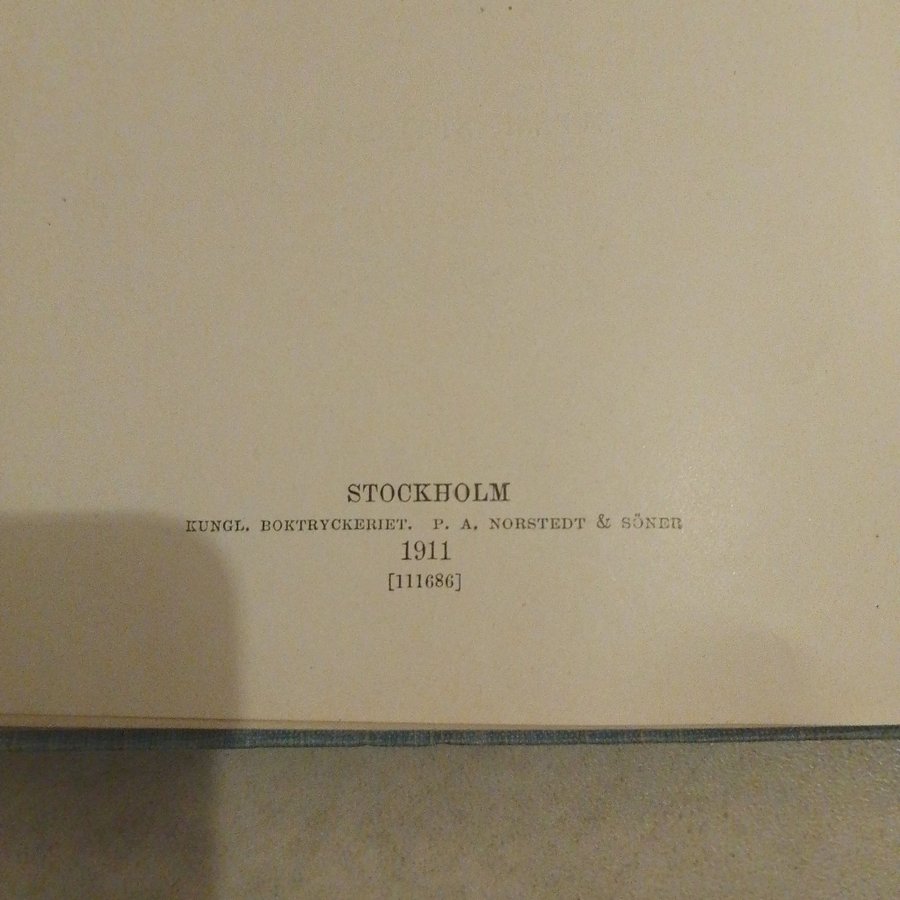 STOCKHOLM
KUNGL. BOKTRYCKERIET. P. A. NORSTEDT & SÖNER
1911
[111686]